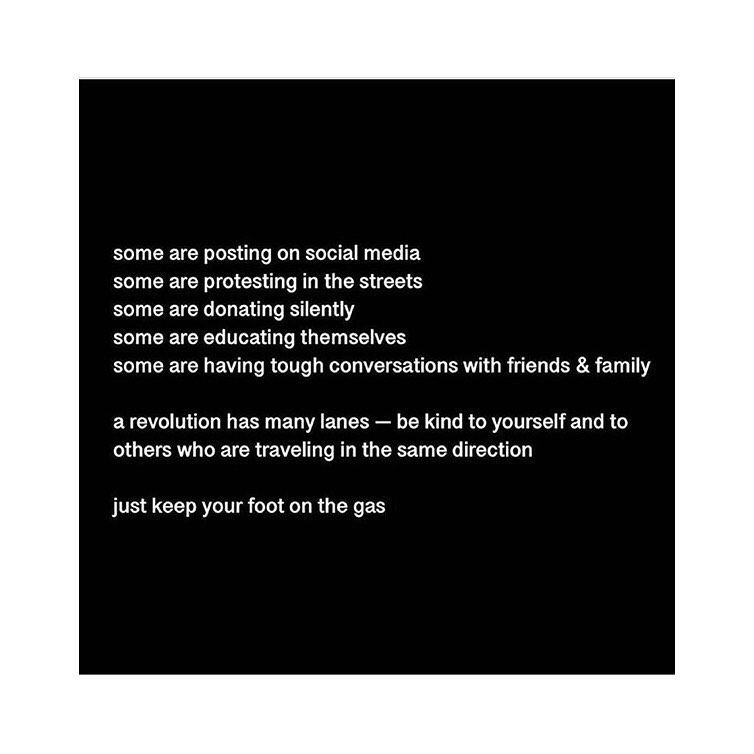 some are posting on social media
some are protesting in the streets
some are donating silently
some are educating themselves
some are having tough conversations with friends & family
a revolution has many lanes — be kind to yourself and to
others who are traveling in the same direction
just keep your foot on the gas